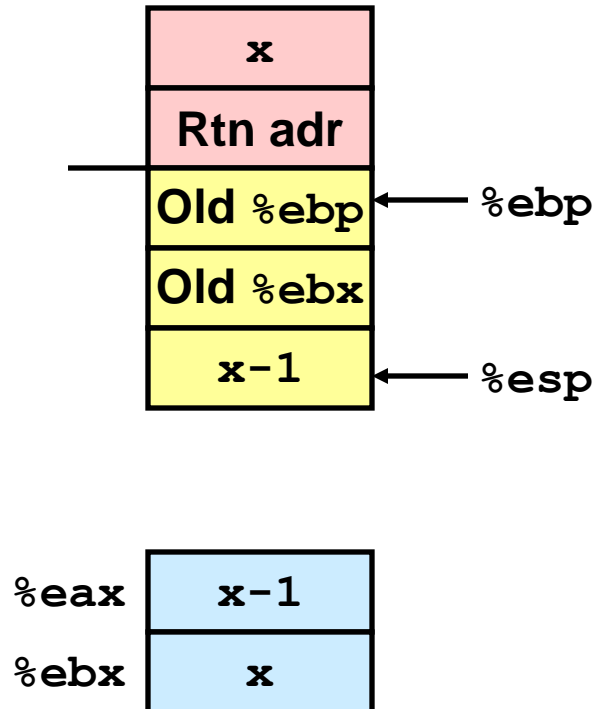 x
Rtn adr
Old %ebp %ebp
Old %ebx
x-1 %esp
%eax x-1
%ebx x